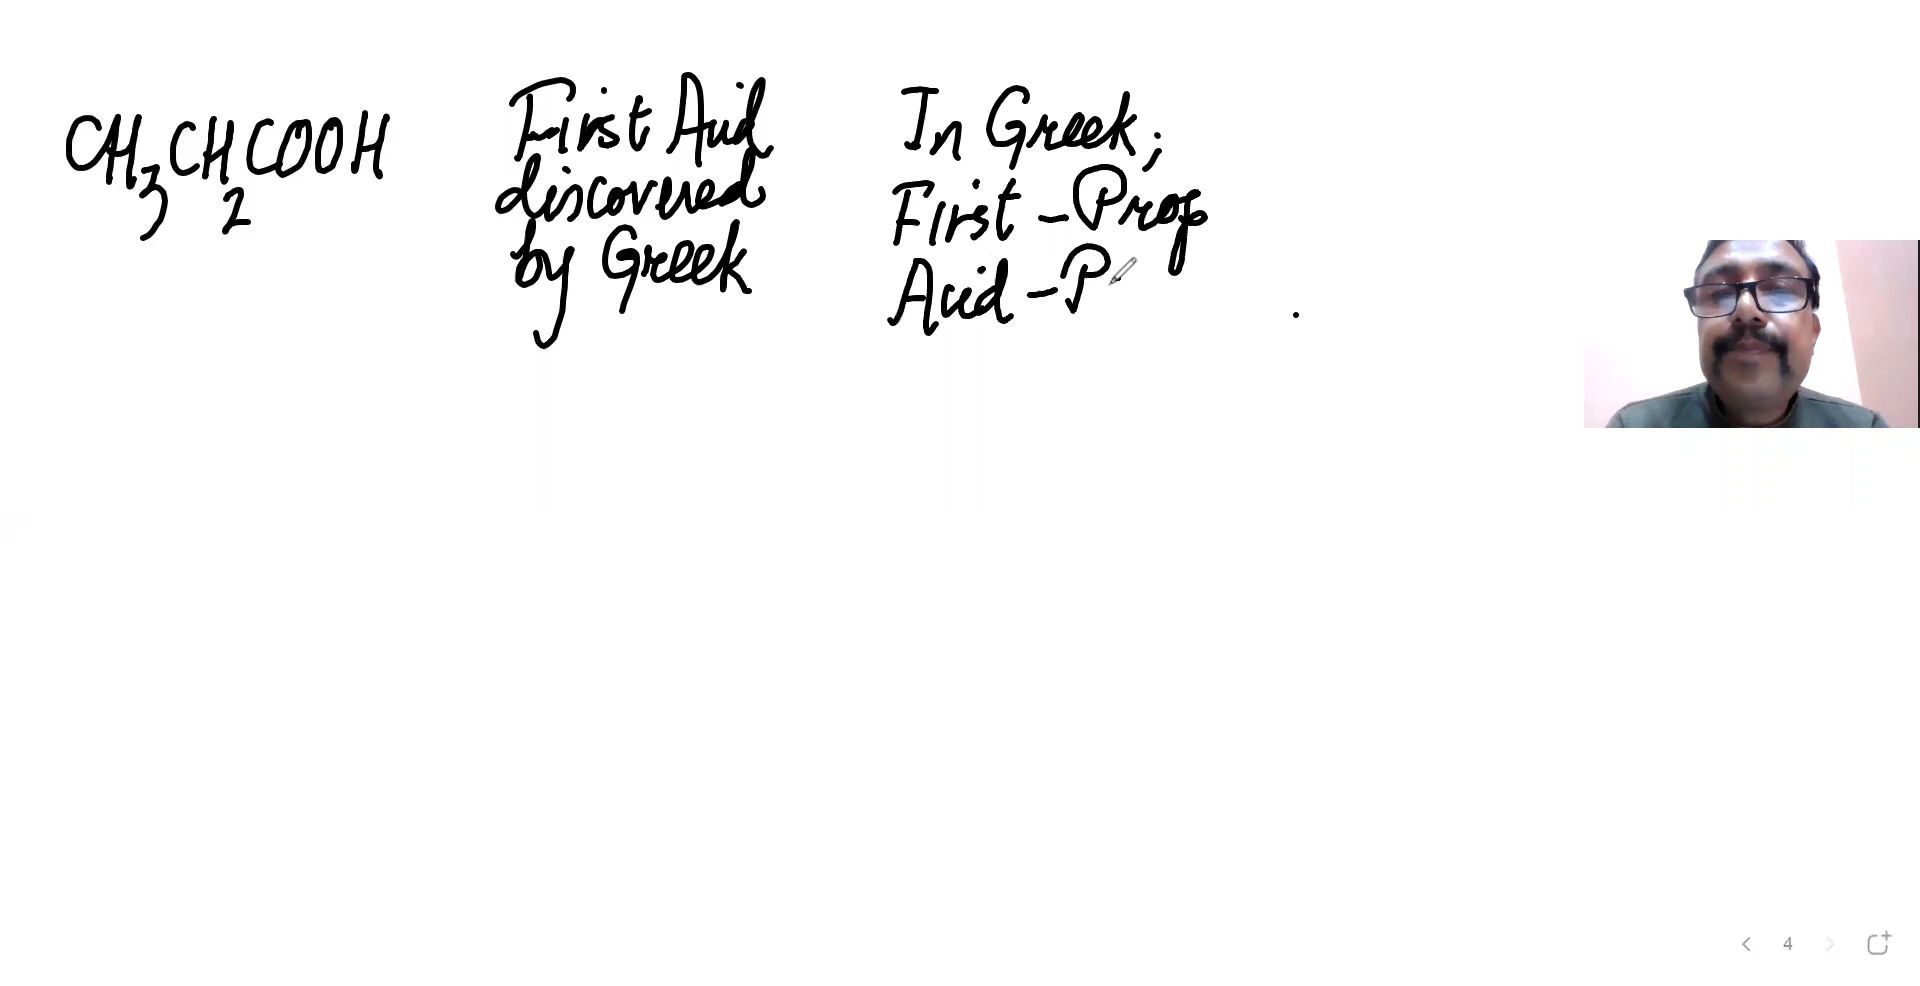 CH3CH2COOH
First Acid
discovered
by Greek
In Greek;
First - Prop
Acid - P
4